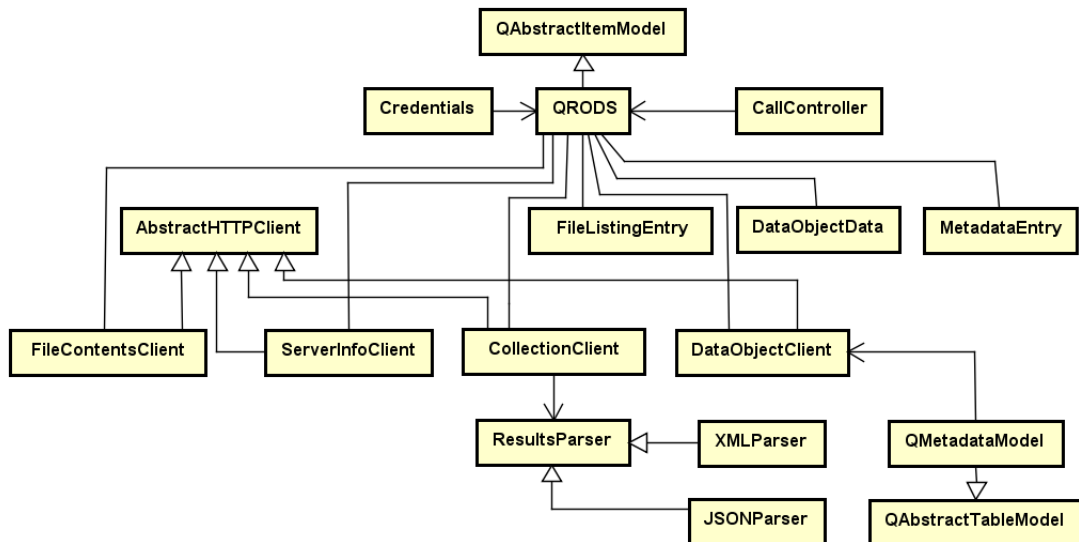 QAbstractItemModel
Credentials
QRODS
CallController
AbstractHTTPClient
FileListingEntry
DataObjectData
MetadataEntry
FileContentsClient
ServerInfoClient
CollectionClient
DataObjectClient
ResultsParser
XMLParser
QMetadataModel
JSONParser
QAbstractTableModel